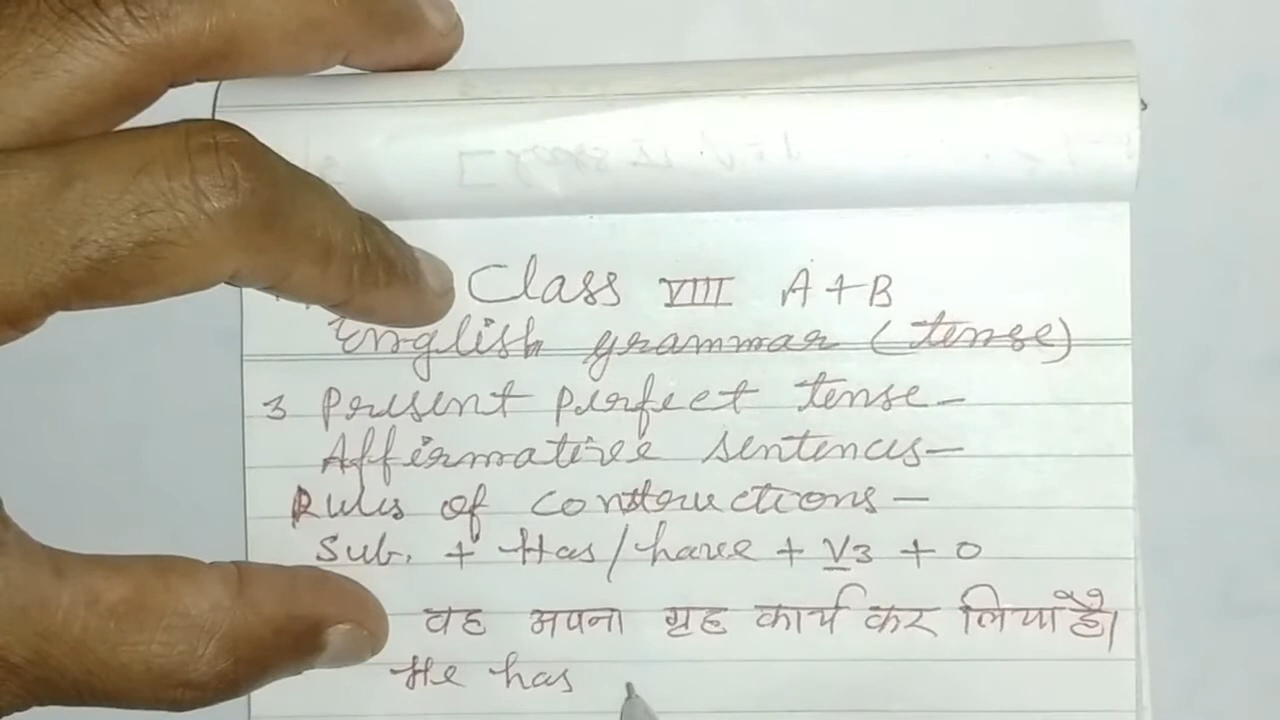 Class VIII A+B
English grammar (tense)
3 Present perfect tense-
Affirmative sentences-
Rules of constructions-
Sub. + Has/have + V3 + O
वह अपना ग्रह कार्य कर लिया है।
He has